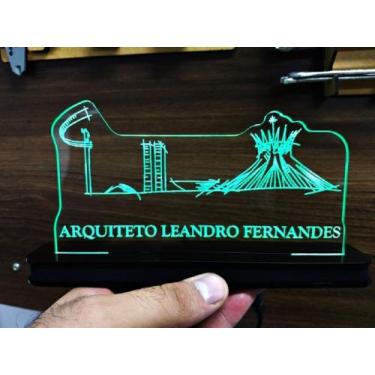 ARQUITETO LEANDRO FERNANDES